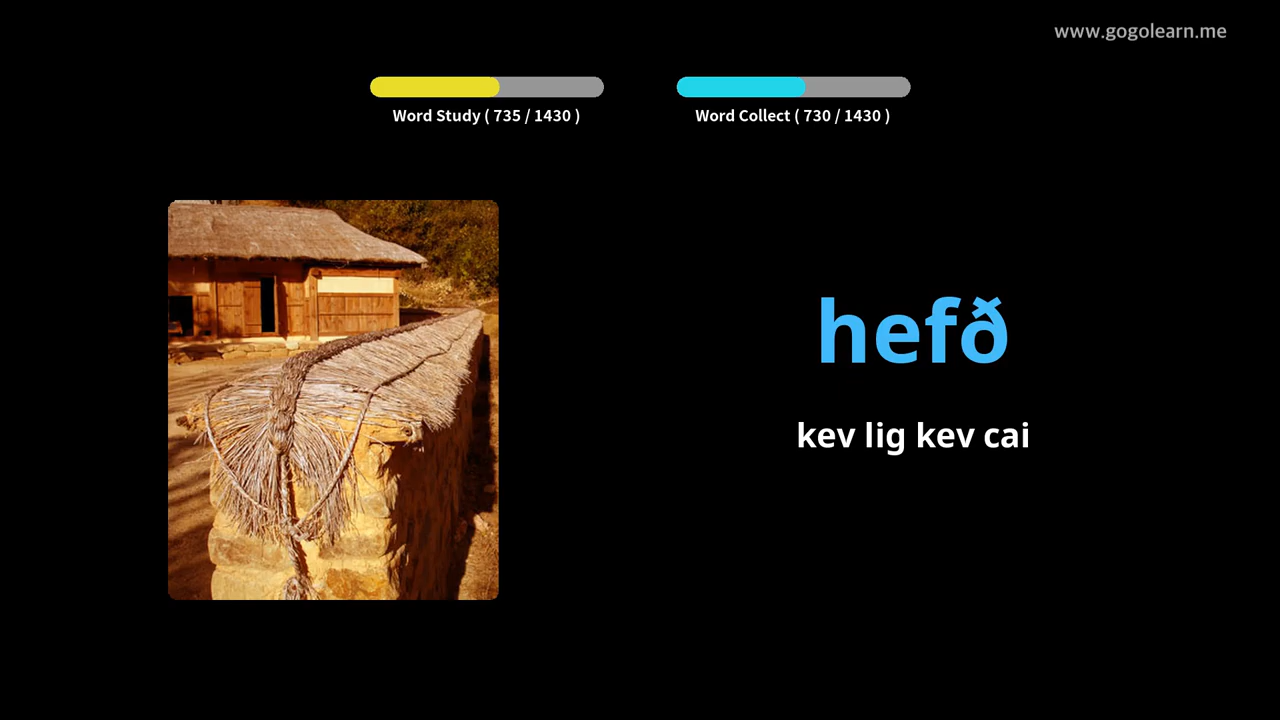 www.gogolearn.me
Word Study ( 735 / 1430 )
Word Collect ( 730 / 1430 )
hefð
kev lig kev cai